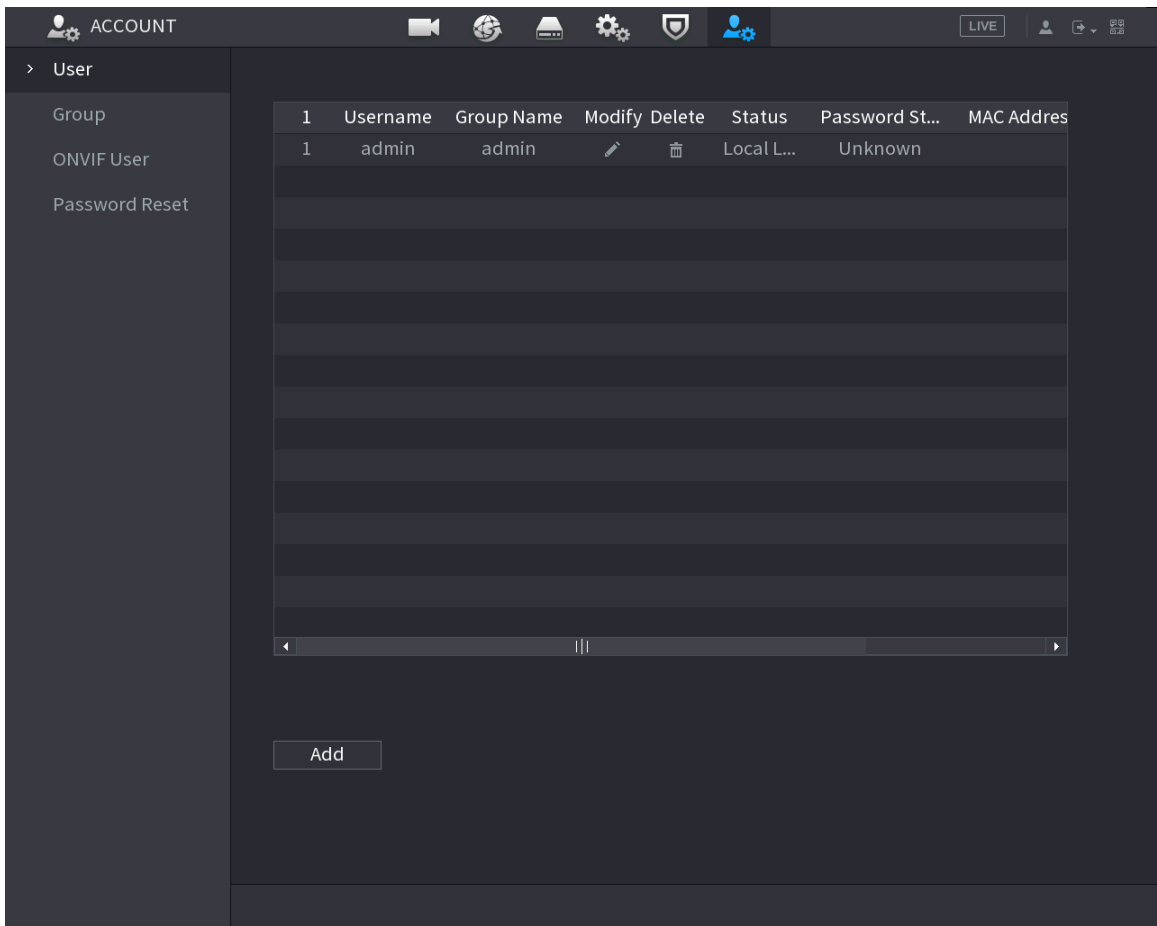 ACCOUNT LIVE
User
Group
ONVIF User
Password Reset
1 Username Group Name Modify Delete Status Password St... MAC Addres
1 admin admin Local L... Unknown
Add